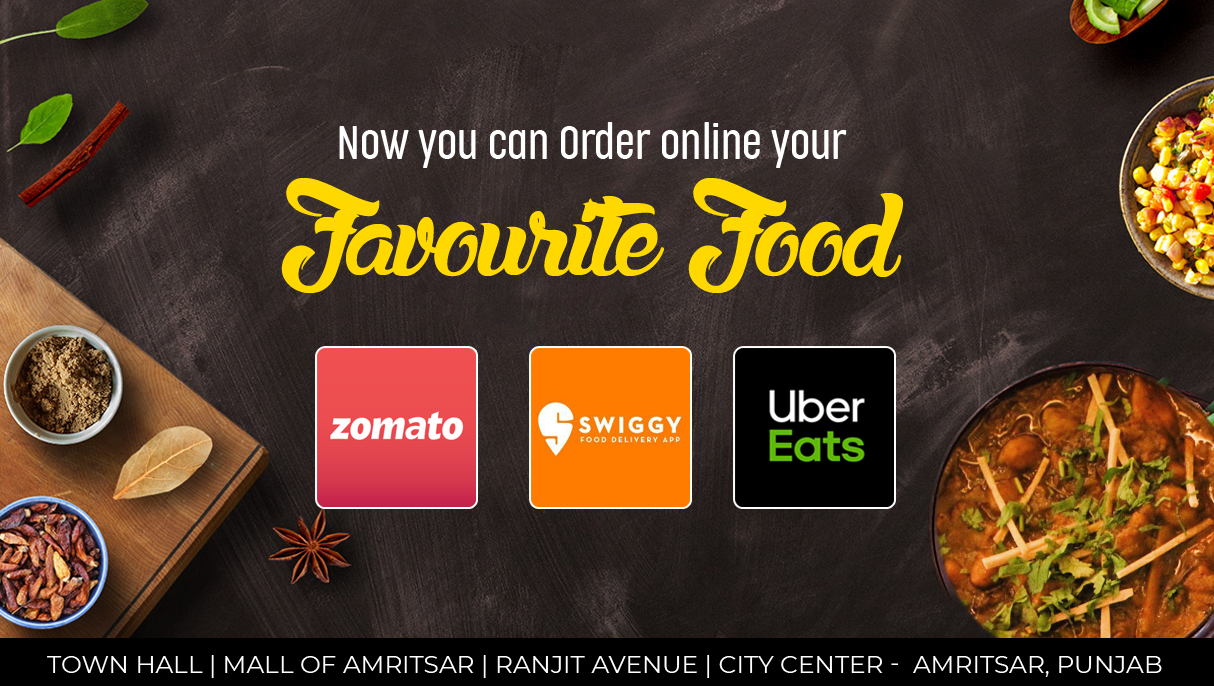 Now you can Order online your
Favourite Food
zomato
SWIGGY
FOOD DELIVERY APP
Uber
Eats
TOWN HALL | MALL OF AMRITSAR | RANJIT AVENUE | CITY CENTER - AMRITSAR, PUNJAB